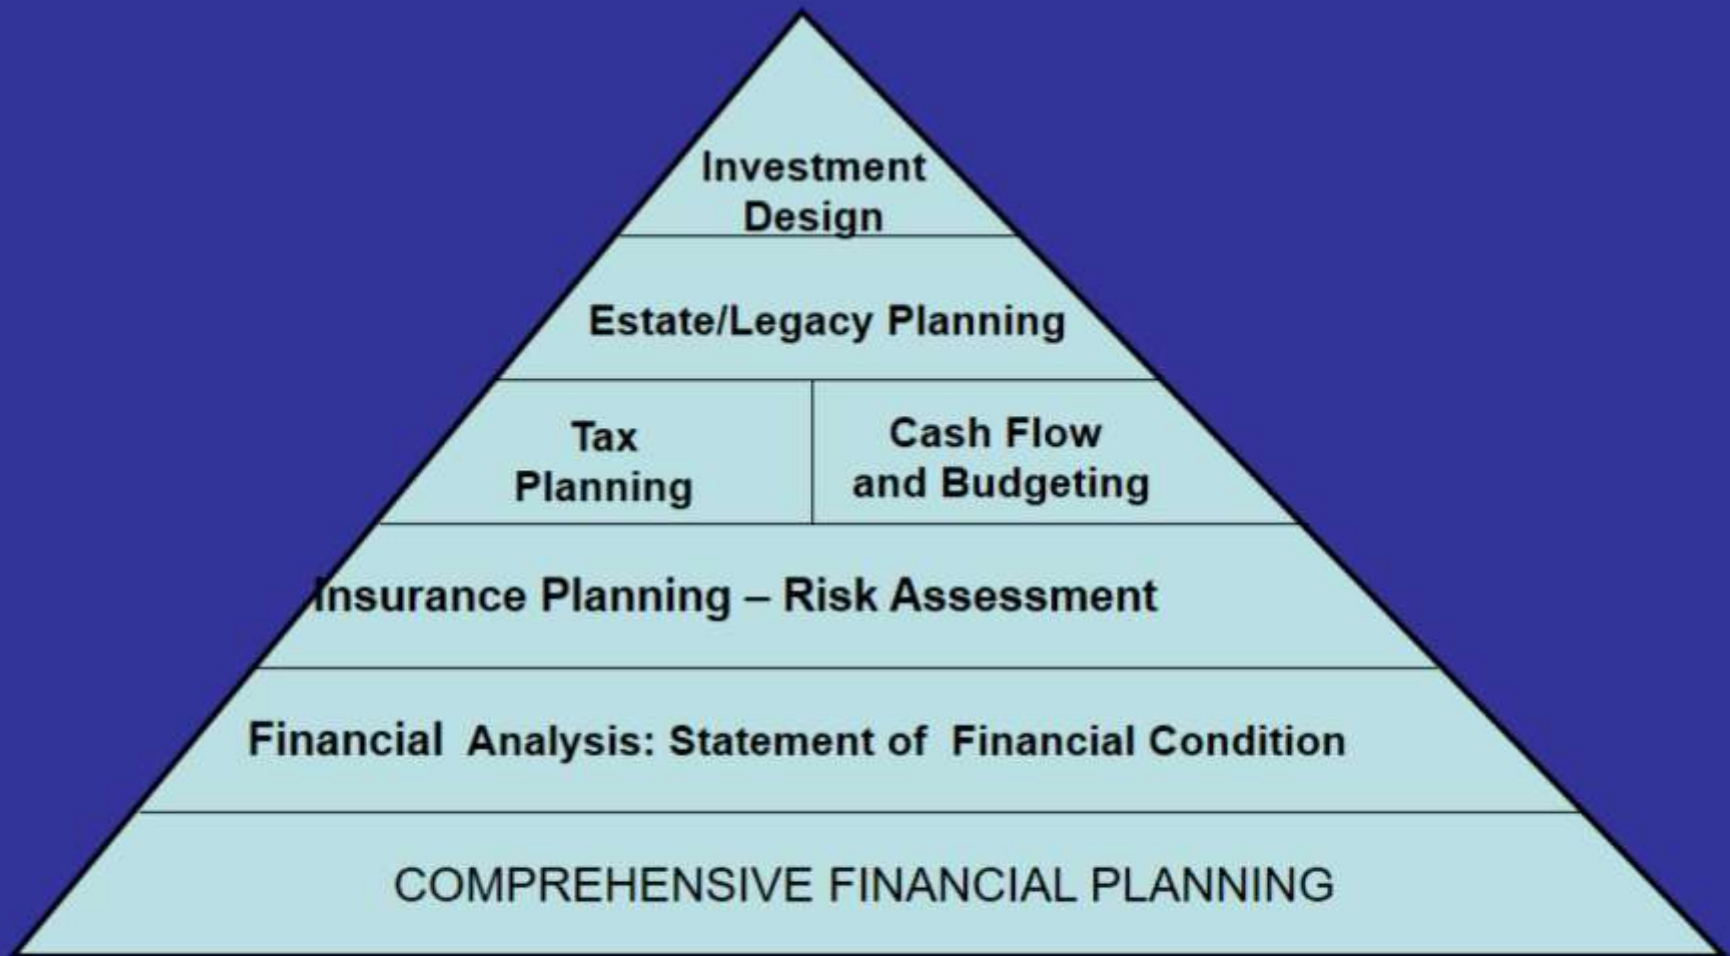 Investment
Design
Estate/Legacy Planning
Tax
Planning
Cash Flow
and Budgeting
Insurance Planning – Risk Assessment
Financial Analysis: Statement of Financial Condition
COMPREHENSIVE FINANCIAL PLANNING